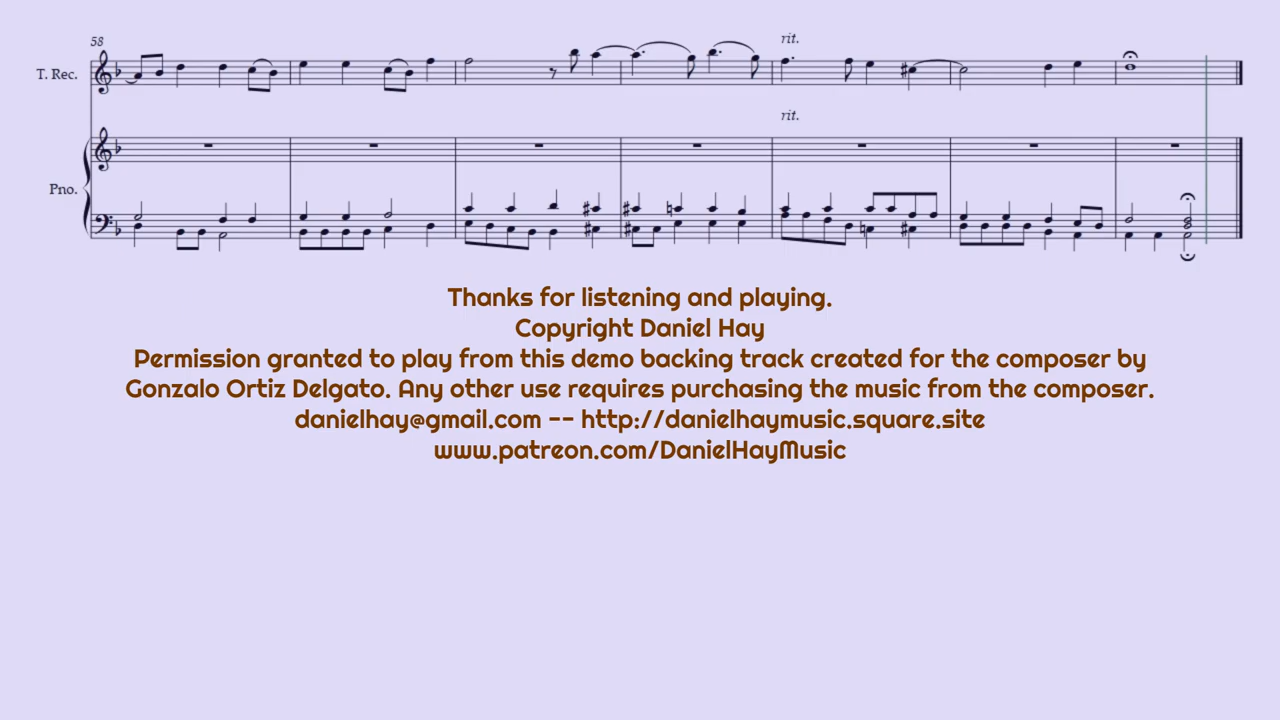 58
rit.
T. Rec.
rit.
Pno.
Thanks for listening and playing.
Copyright Daniel Hay
Permission granted to play from this demo backing track created for the composer by
Gonzalo Ortiz Delgato. Any other use requires purchasing the music from the composer.
danielhay@gmail.com -- http://danielhaymusic.square.site
www.patreon.com/DanielHayMusic